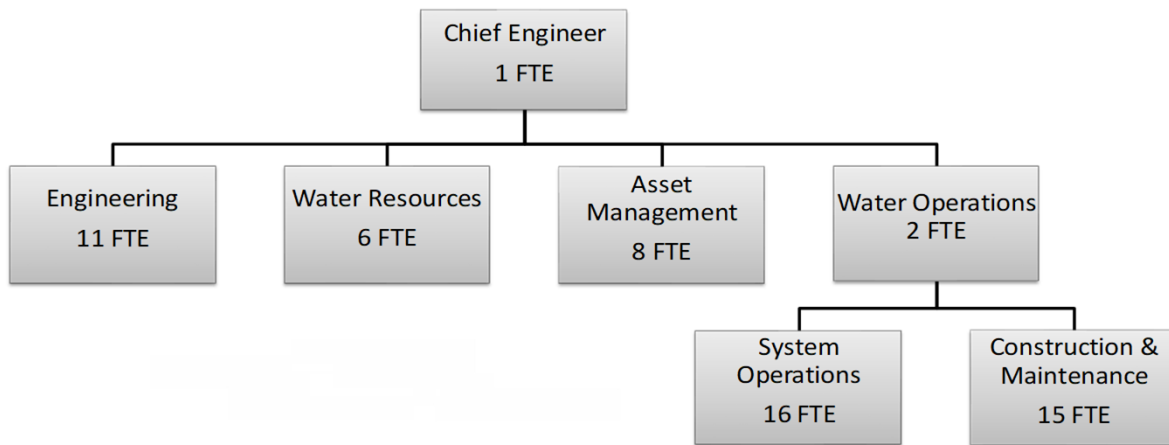 Chief Engineer
1 FTE
Engineering
11 FTE
Water Resources
6 FTE
Asset
Management
8 FTE
Water Operations
2 FTE
System
Operations
16 FTE
Construction &
Maintenance
15 FTE